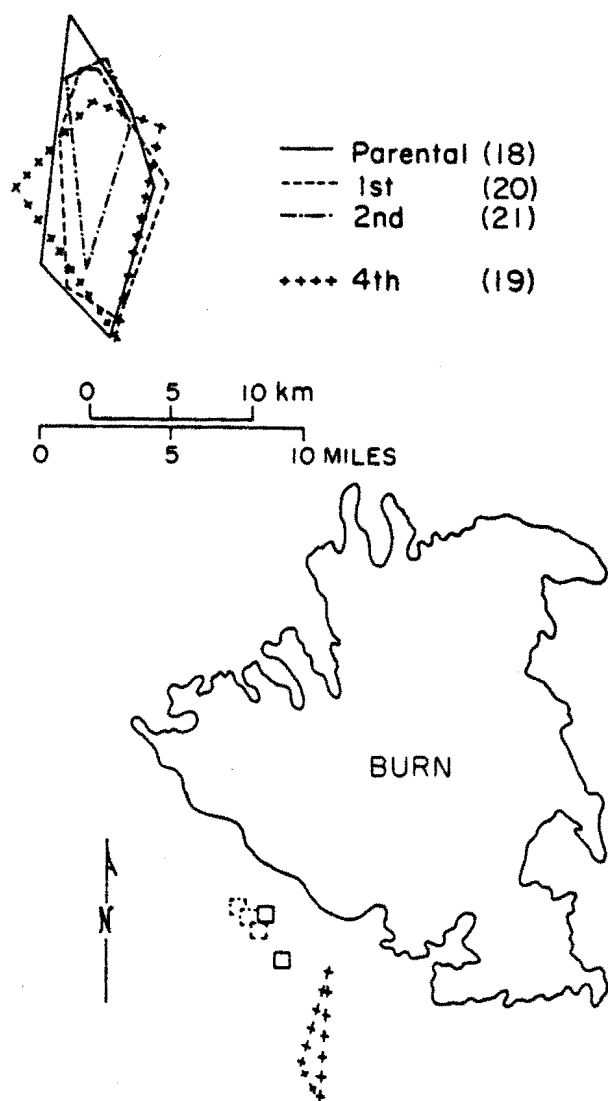 Parental (18)
1st (20)
2nd (21)
4th (19)
0 5 10 km
0 5 10 MILES
BURN
N